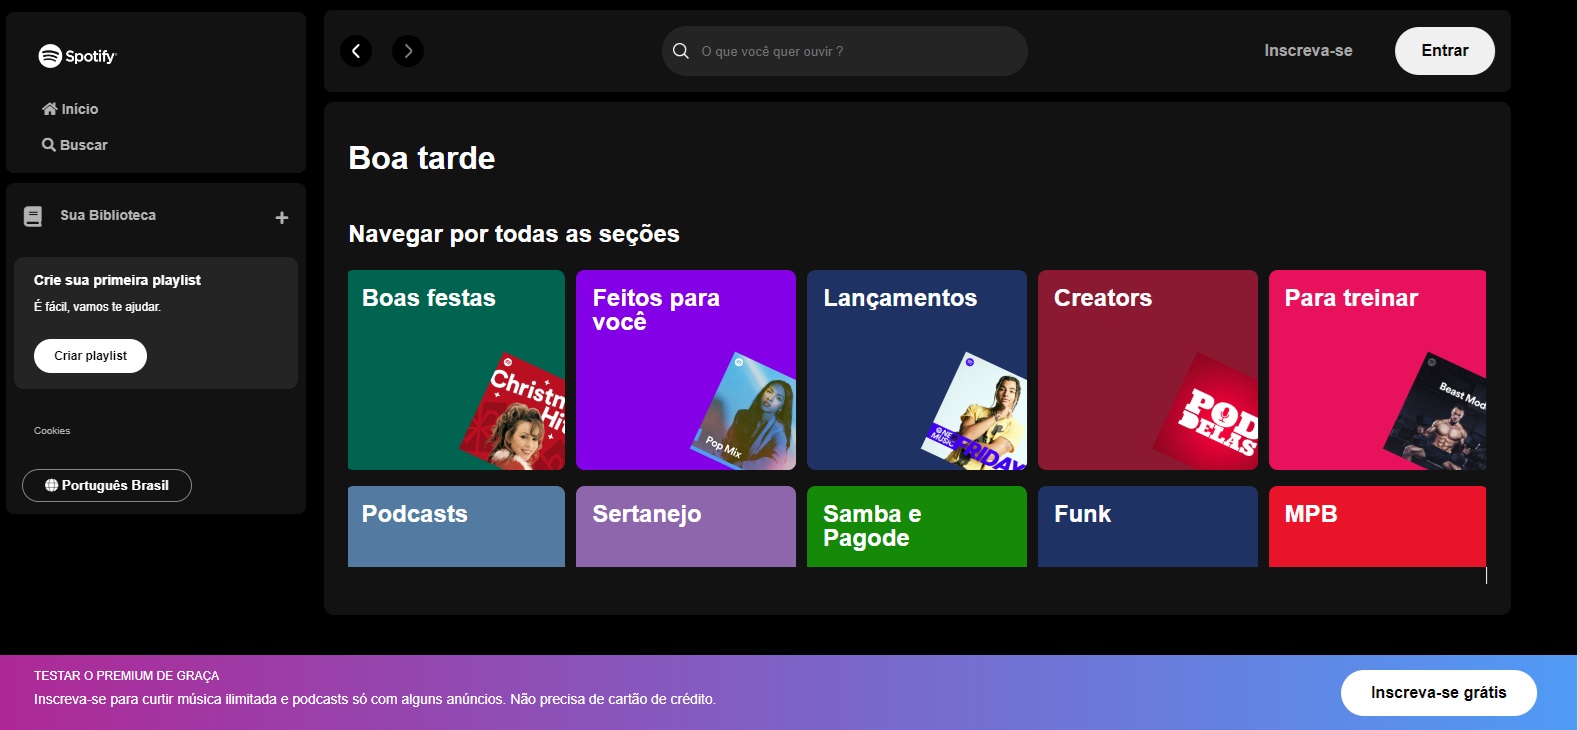 Spotify
Início
Buscar
Sua Biblioteca
Crie sua primeira playlist
É fácil, vamos te ajudar.
Criar playlist
Cookies
Português Brasil
O que você quer ouvir ?
Inscreva-se
Entrar
Boa tarde
Navegar por todas as seções
Boas festas
Christm
Hit
Feitos para
você
Pop Mix
Lançamentos
NE
MUSIC
FRIDAY
Creators
POD
DELAS
Para treinar
Beast Mod
Podcasts
Sertanejo
Samba e
Pagode
Funk
MPB
TESTAR O PREMIUM DE GRAÇA
Inscreva-se para curtir música ilimitada e podcasts só com alguns anúncios. Não precisa de cartão de crédito.
Inscreva-se grátis